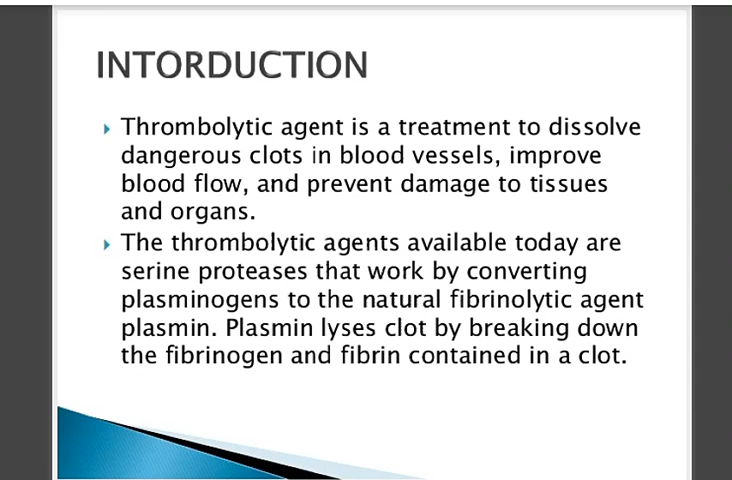 INTORDUCTION
Thrombolytic agent is a treatment to dissolve
dangerous clots in blood vessels, improve
blood flow, and prevent damage to tissues
and organs.
The thrombolytic agents available today are
serine proteases that work by converting
plasminogens to the natural fibrinolytic agent
plasmin. Plasmin lyses clot by breaking down
the fibrinogen and fibrin contained in a clot.